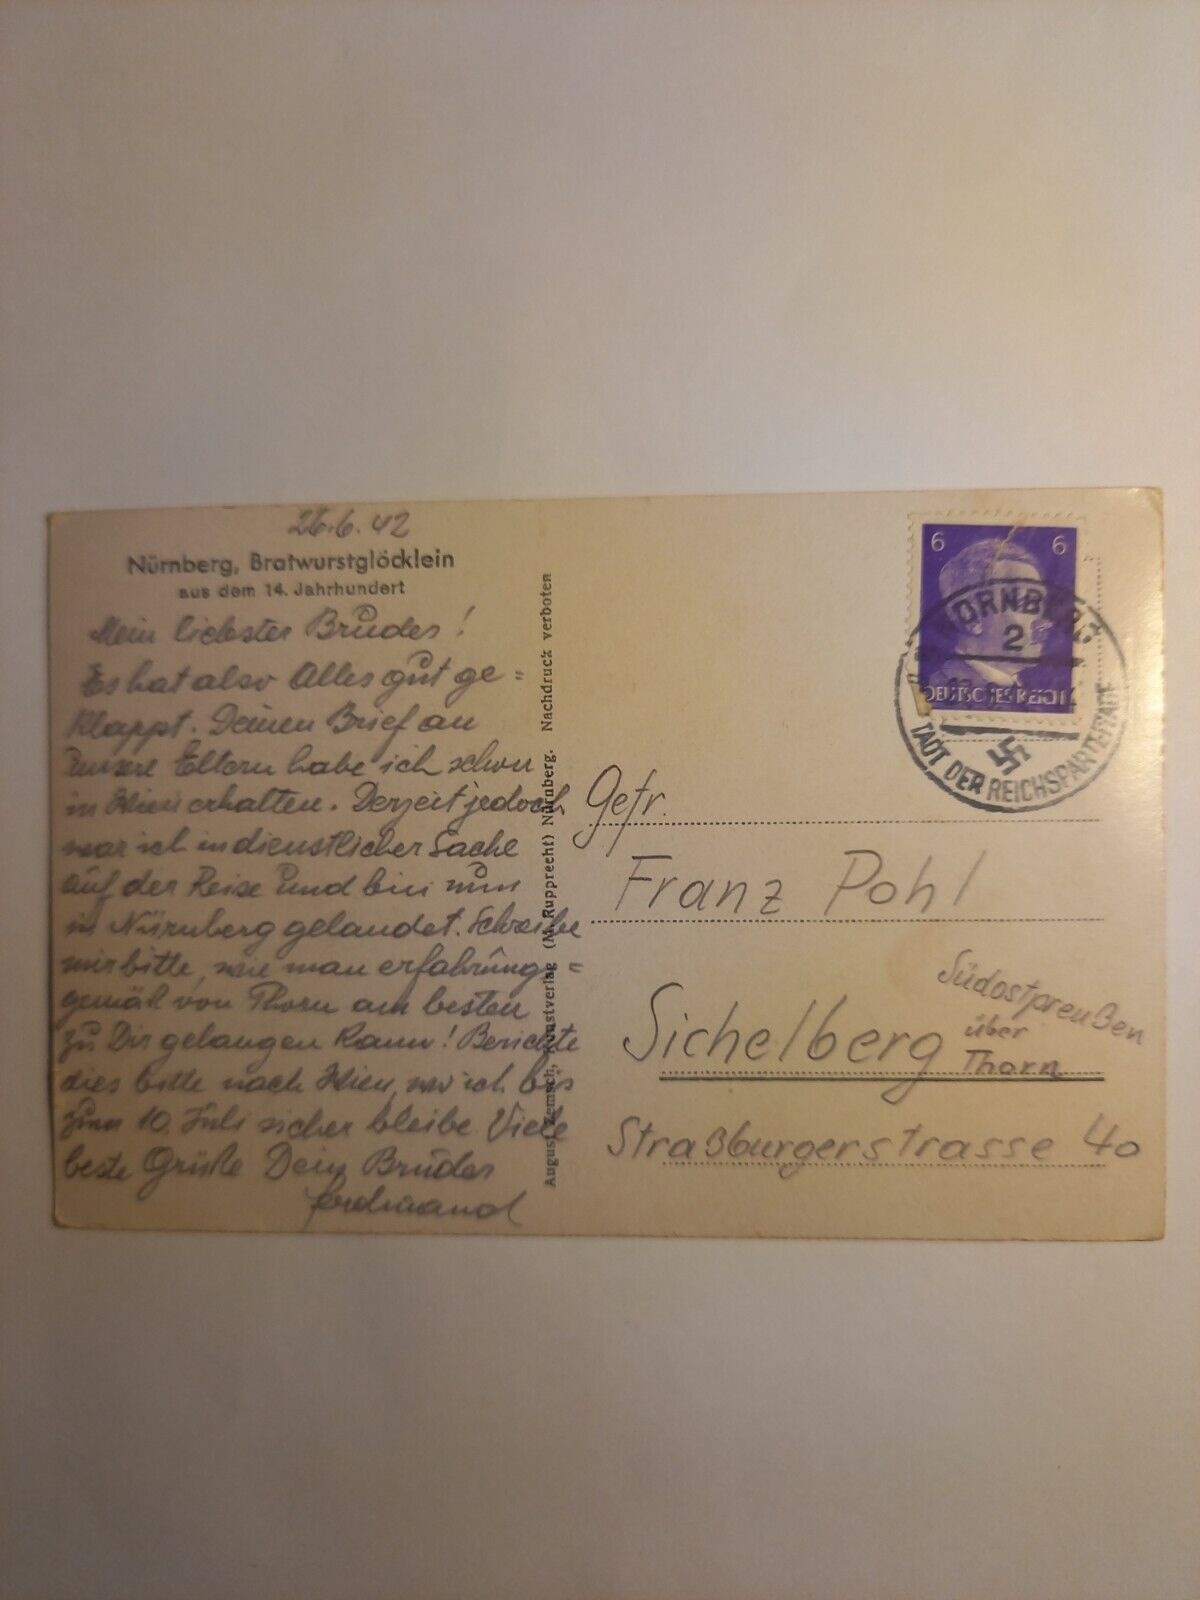 26.6.42
Nürnberg, Bratwurstglöcklein
aus dem 14. Jahrhundert
Mein liebster Bruder!
Es hat also Alles gut ge=
klappt. Deinen Brief an
unsere Eltern habe ich schon
in Wien erhalten. Derzeit jedoch
war ich in dienstlicher Sache
auf der Reise und bin nun
in Nürnberg gelandet. Schreibe
mir bitte, wie man erfahrungs=
gemäß von Thorn am besten
zu Dir gelangen kann! Berichte
dies bitte nach Wien, wo ich bis
zum 10. Juli sicher bleibe. Viele
beste Grüße Dein Bruder
Ferdinand
August Zemsch, Kunstverlag (M. Rupprecht) Nürnberg. Nachdruck verboten
6 6
DEUTSCHES REICH
NÜRNBERG
2
STADT DER REICHSPARTEITAGE
Gefr.
Franz Pohl
Südostpreußen
Sichelberg über
Thorn
Straßburgerstrasse 40